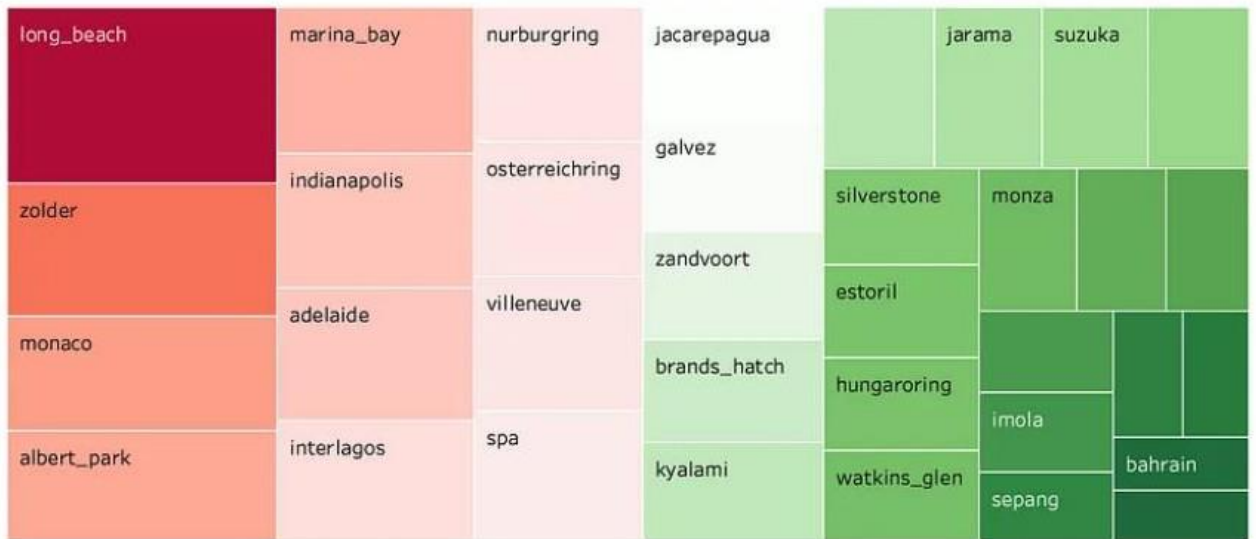 long_beach
zolder
monaco
albert_park
marina_bay
indianapolis
adelaide
interlagos
nurburgring
osterreichring
villeneuve
spa
jacarepagua
galvez
zandvoort
brands_hatch
kyalami
jarama
suzuka
silverstone
estoril
hungaroring
watkins_glen
monza
imola
sepang
bahrain